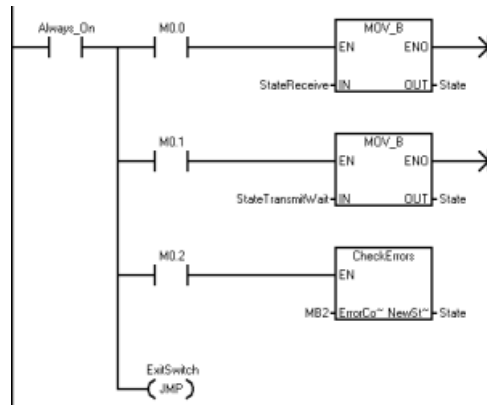 Always_On
M0.0
MOV_B
EN
ENO
StateReceive
IN
OUT
State
M0.1
MOV_B
EN
ENO
StateTransmitWait
IN
OUT
State
M0.2
CheckErrors
EN
MB2
ErrorCo~
NewSt~
State
ExitSwitch
JMP